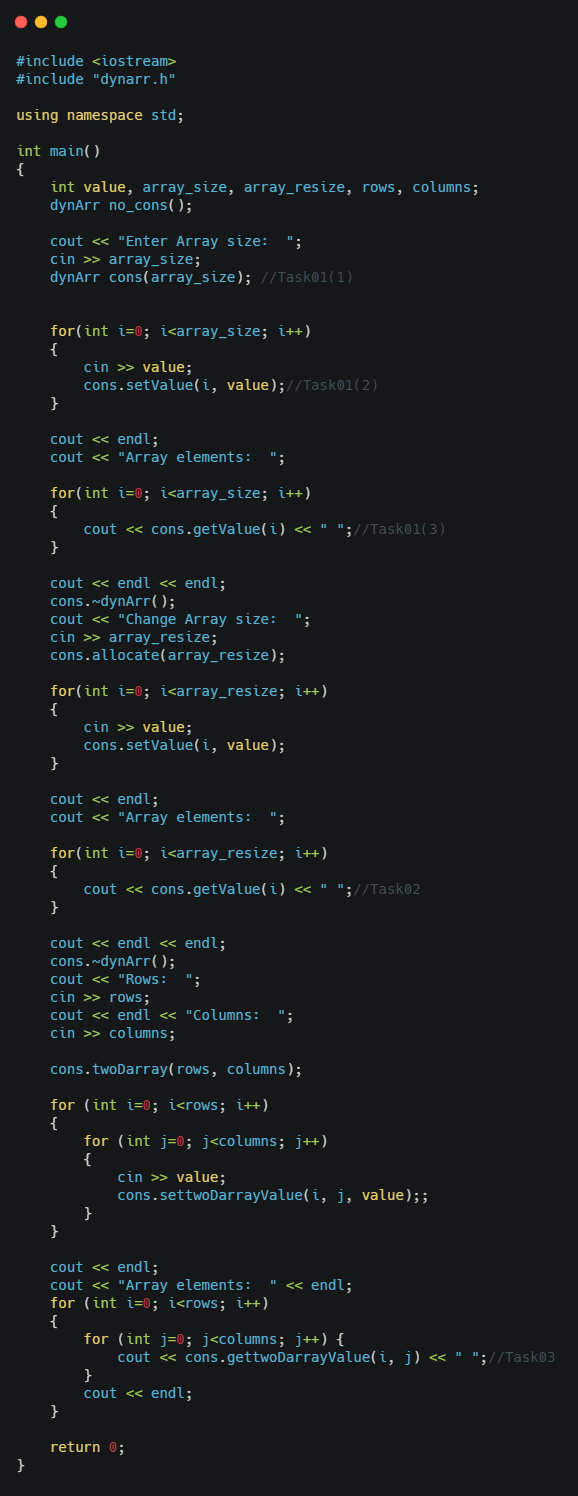 #include <iostream>
#include "dynarr.h"

using namespace std;

int main()
{
    int value, array_size, array_resize, rows, columns;
    dynArr no_cons();

    cout << "Enter Array size:  ";
    cin >> array_size;
    dynArr cons(array_size); //Task01(1)


    for(int i=0; i<array_size; i++)
    {
        cin >> value;
        cons.setValue(i, value);//Task01(2)
    }

    cout << endl;
    cout << "Array elements:  ";

    for(int i=0; i<array_size; i++)
    {
        cout << cons.getValue(i) << " ";//Task01(3)
    }

    cout << endl << endl;
    cons.~dynArr();
    cout << "Change Array size:  ";
    cin >> array_resize;
    cons.allocate(array_resize);

    for(int i=0; i<array_resize; i++)
    {
        cin >> value;
        cons.setValue(i, value);
    }

    cout << endl;
    cout << "Array elements:  ";

    for(int i=0; i<array_resize; i++)
    {
        cout << cons.getValue(i) << " ";//Task02
    }

    cout << endl << endl;
    cons.~dynArr();
    cout << "Rows:  ";
    cin >> rows;
    cout << endl << "Columns:  ";
    cin >> columns;

    cons.twoDarray(rows, columns);

    for (int i=0; i<rows; i++)
    {
        for (int j=0; j<columns; j++)
        {
            cin >> value;
            cons.settwoDarrayValue(i, j, value);;
        }
    }

    cout << endl;
    cout << "Array elements:  " << endl;
    for (int i=0; i<rows; i++)
    {
        for (int j=0; j<columns; j++) {
            cout << cons.gettwoDarrayValue(i, j) << " ";//Task03
        }
        cout << endl;
    }

    return 0;
}